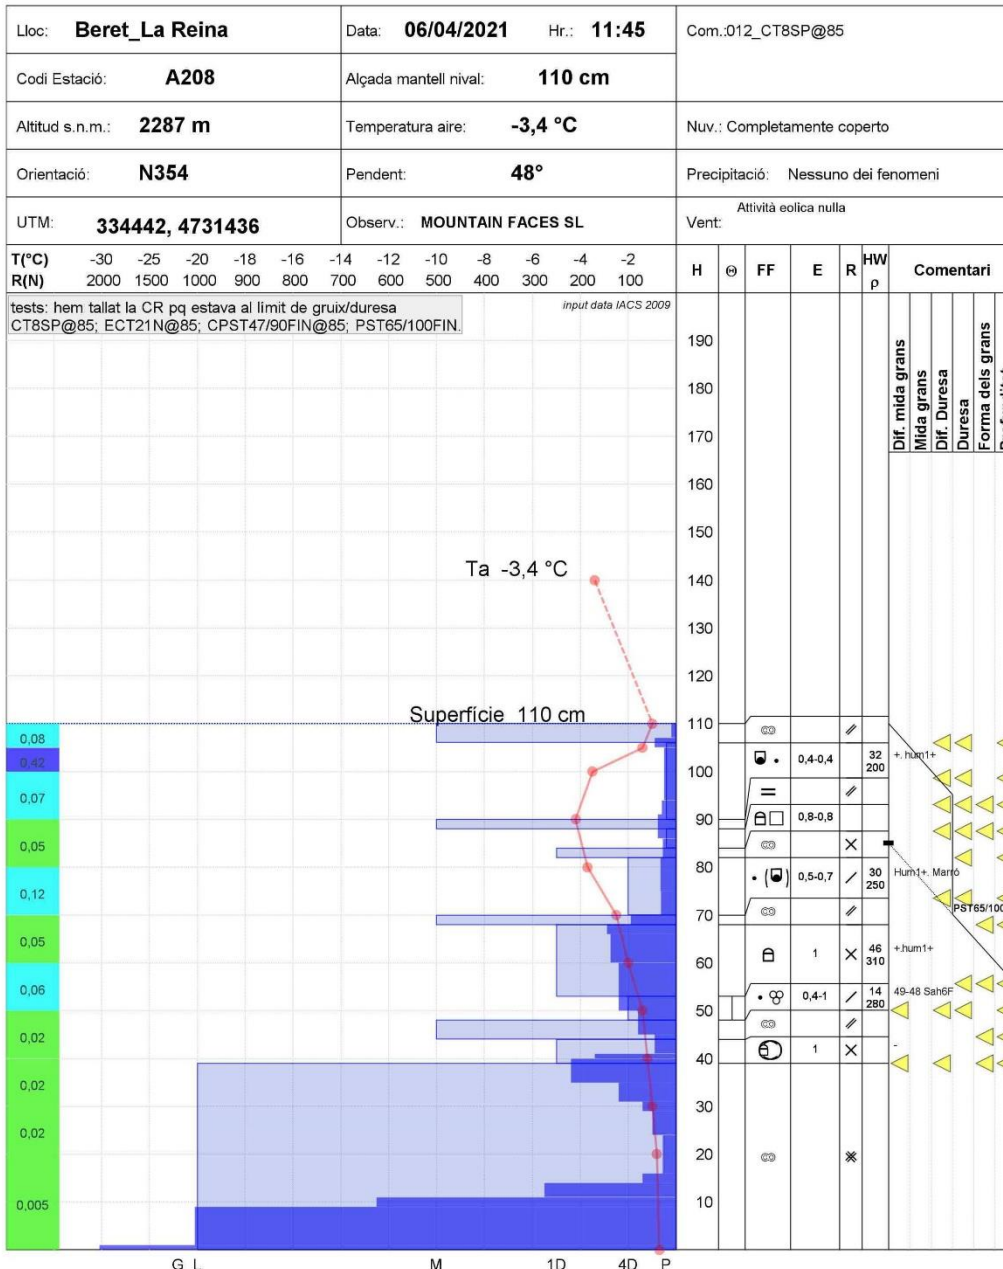 Lloc: Beret_La Reina
Data: 06/04/2021 Hr.: 11:45
Com.:012_CT8SP@85
Codi Estació: A208
Alçada mantell nival: 110 cm
Altitud s.n.m.: 2287 m
Temperatura aire: -3,4 °C
Nuv.: Completamente coperto
Orientació: N354
Pendent: 48°
Precipitació: Nessuno dei fenomeni
UTM: 334442, 4731436
Observ.: MOUNTAIN FACES SL
Vent: Attività eolica nulla
T(°C) -30 -25 -20 -18 -16 -14 -12 -10 -8 -6 -4 -2
R(N) 2000 1500 1000 900 800 700 600 500 400 300 200 100
H Θ FF E R HW ρ Comentari
tests: hem tallat la CR pq estava al límit de gruix/duresa
CT8SP@85; ECT21N@85; CPST47/90FIN@85; PST65/100FIN.
input data IACS 2009
Dif. mida grans
Mida grans
Dif. Duresa
Duresa
Forma dels grans
190
180
170
160
150
Ta -3,4 °C
140
130
120
Superfície 110 cm
110
0,08
0,42
0,4-0,4
32
200
+. hum1+
100
0,07
90
0,8-0,8
0,05
80
0,12
0,5-0,7
30
250
Hum1+. Marró
70
PST65/100
0,05
60
1
46
310
+.hum1+
0,06
50
0,4-1
14
280
49-48 Sah6F
0,02
40
1
-
0,02
30
0,02
20
10
0,005
G L M 1D 4D P